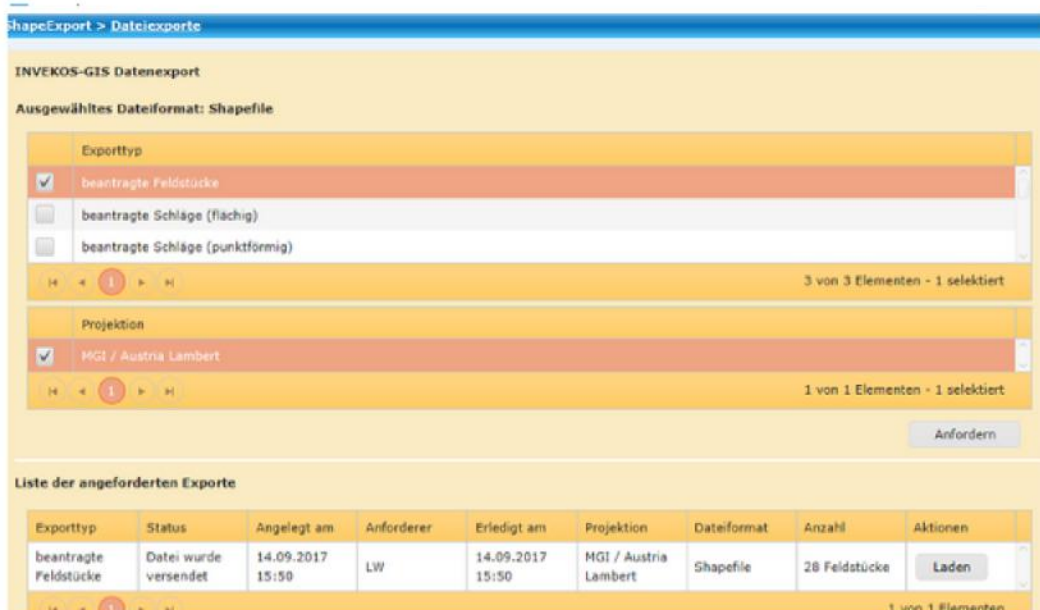 ShapeExport > Dateiexporte
INVEKOS-GIS Datenexport
Ausgewähltes Dateiformat: Shapefile
Exporttyp
beantragte Feldstücke
beantragte Schläge (flächig)
beantragte Schläge (punktförmig)
1
3 von 3 Elementen - 1 selektiert
Projektion
MGI / Austria Lambert
1
1 von 1 Elementen - 1 selektiert
Anfordern
Liste der angeforderten Exporte
Exporttyp Status Angelegt am Anforderer Erledigt am Projektion Dateiformat Anzahl Aktionen
beantragte Datei wurde 14.09.2017 LW 14.09.2017 MGI / Austria Shapefile 28 Feldstücke Laden
Feldstücke versendet 15:50 15:50 Lambert
1
1 von 1 Elementen